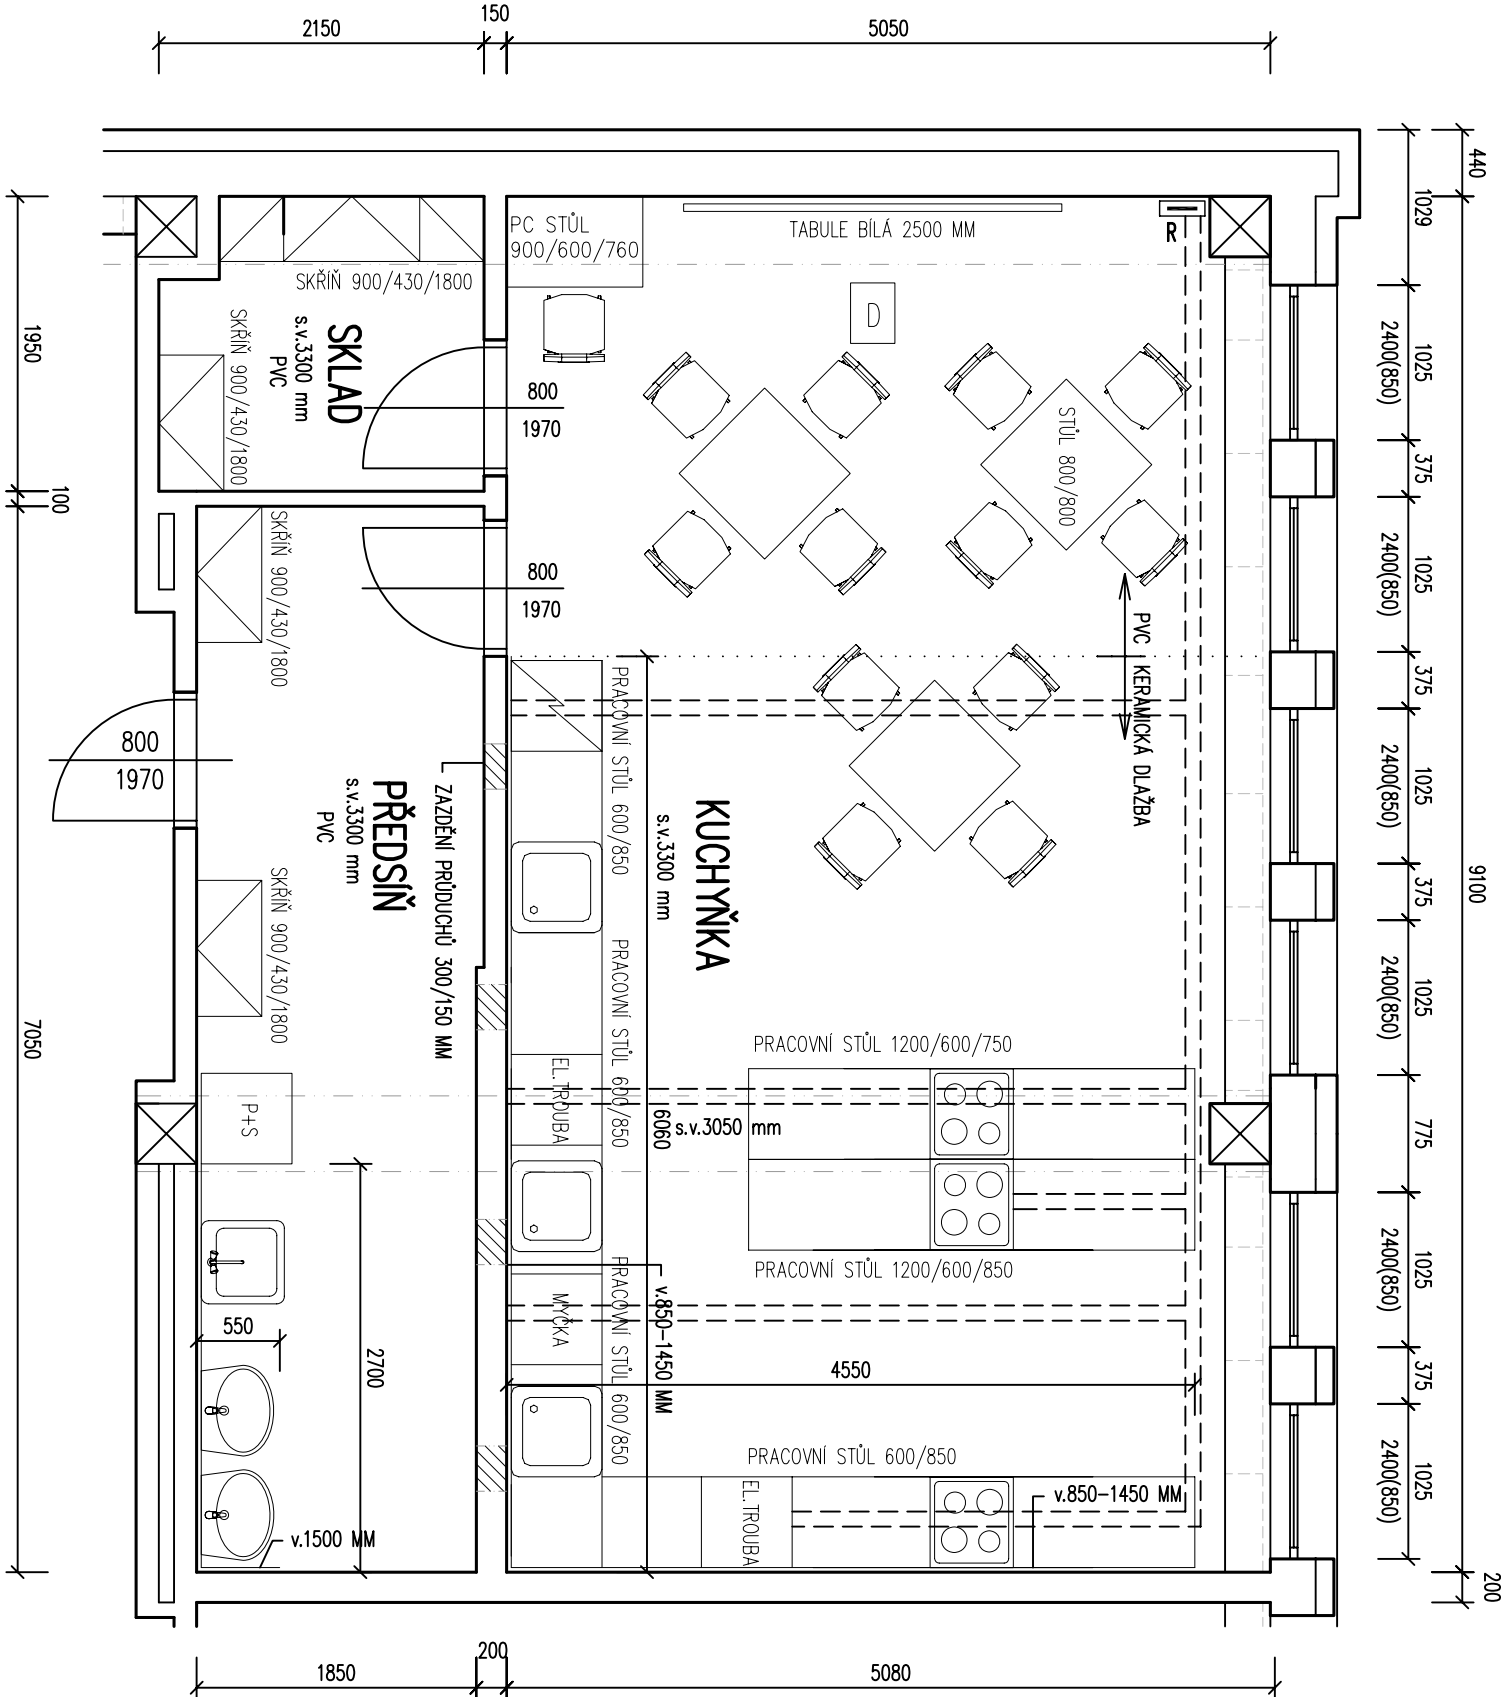 2150
150
5050
440
1029
1025
2400(850)
375
1025
2400(850)
375
1025
2400(850)
375
1025
2400(850)
775
1025
2400(850)
375
1025
2400(850)
9100
200
1950
100
7050
PC STŮL
900/600/760
TABULE BÍLÁ 2500 MM
R
D
SKŘÍŇ 900/430/1800
SKŘÍŇ 900/430/1800
SKLAD
s.v.3300 mm
PVC
800
1970
STŮL 800/800
800
1970
SKŘÍŇ 900/430/1800
PVC
KERAMICKÁ DLAŽBA
800
1970
PŘEDSÍŇ
s.v.3300 mm
PVC
ZAZDĚNÍ PRŮDUCHŮ 300/150 MM
PRACOVNÍ STŮL 600/850
KUCHYŇKA
s.v.3300 mm
SKŘÍŇ 900/430/1800
PRACOVNÍ STŮL 600/850
PRACOVNÍ STŮL 1200/600/750
EL.TROUBA
6060
s.v.3050 mm
P+S
PRACOVNÍ STŮL 1200/600/850
PRACOVNÍ STŮL 600/850
MYČKA
v.850-1450 MM
550
2700
4550
PRACOVNÍ STŮL 600/850
EL.TROUBA
v.850-1450 MM
v.1500 MM
1850
200
5080